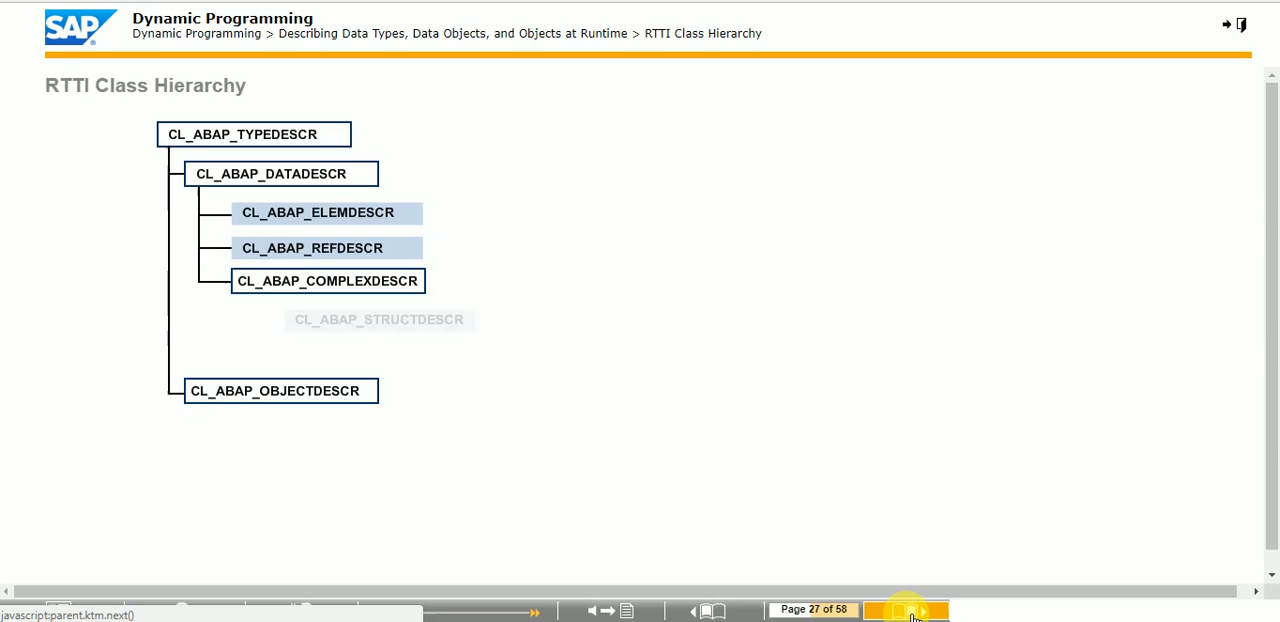 SAP
Dynamic Programming
Dynamic Programming > Describing Data Types, Data Objects, and Objects at Runtime > RTTI Class Hierarchy
RTTI Class Hierarchy
CL_ABAP_TYPEDESCR
CL_ABAP_DATADESCR
CL_ABAP_ELEMDESCR
CL_ABAP_REFDESCR
CL_ABAP_COMPLEXDESCR
CL_ABAP_STRUCTDESCR
CL_ABAP_OBJECTDESCR
Page 27 of 58
javascript:parent.ktm.next()